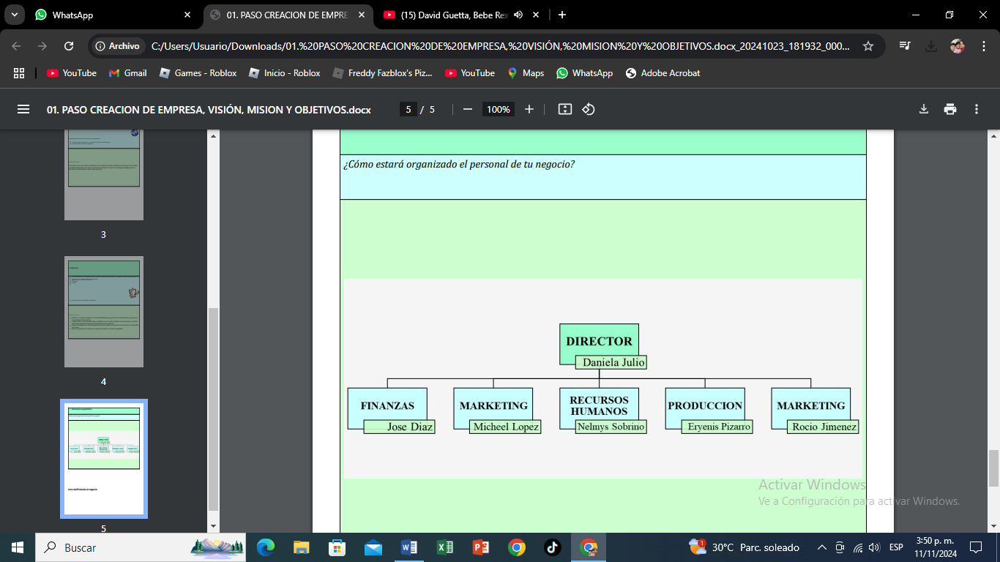 WhatsApp
01. PASO CREACION DE EMPRE
(15) David Guetta, Bebe Rex
Archivo
C:/Users/Usuario/Downloads/01.%20PASO%20CREACION%20DE%20EMPRESA,%20VISIÓN,%20MISION%20Y%20OBJETIVOS.docx_20241023_181932_000...
YouTube
Gmail
Games - Roblox
Inicio - Roblox
Freddy Fazblox's Piz...
YouTube
Maps
WhatsApp
Adobe Acrobat
01. PASO CREACION DE EMPRESA, VISIÓN, MISION Y OBJETIVOS.docx
5 / 5
100%
3
4
5
¿Cómo estará organizado el personal de tu negocio?
DIRECTOR
Daniela Julio
FINANZAS
Jose Diaz
MARKETING
Micheel Lopez
RECURSOS
HUMANOS
Nelmys Sobrino
PRODUCCION
Eryenis Pizarro
MARKETING
Rocio Jimenez
Activar Windows
Ve a Configuración para activar Windows.
Buscar
1
30°C Parc. soleado
ESP
3:50 p. m.
11/11/2024